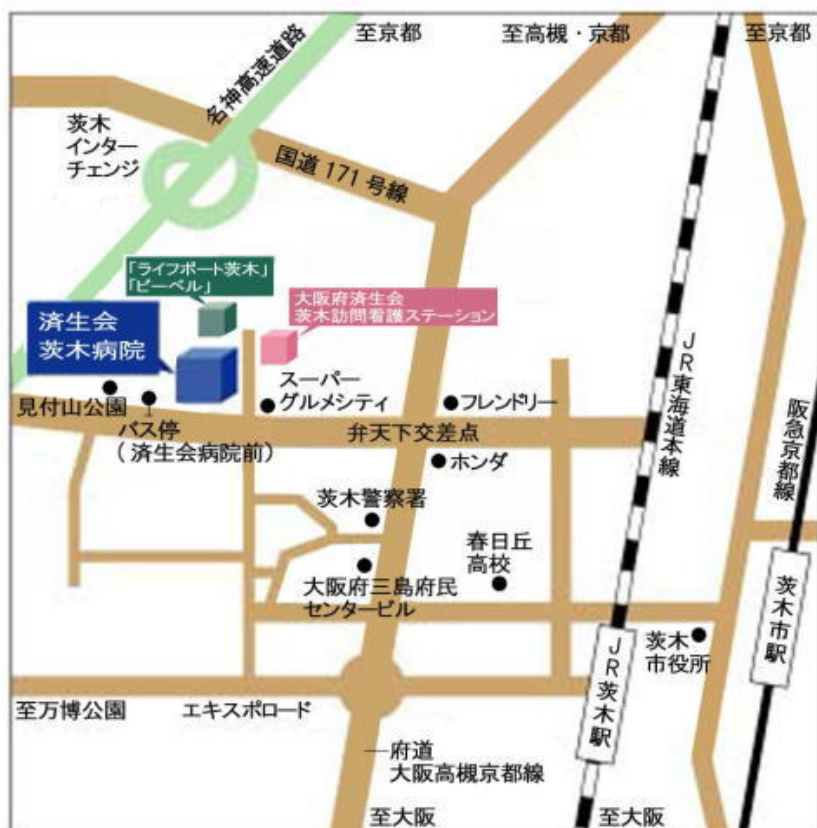 至京都
至高槻・京都
至京都
名神高速道路
茨木
インター
チェンジ
国道171号線
「ライフポート茨木」
「ピーベル」
大阪府済生会
茨木訪問看護ステーション
済生会
茨木病院
JR東海道本線
阪急京都線
見付山公園
バス停
(済生会病院前)
スーパー
グルメシティ
フレンドリー
弁天下交差点
ホンダ
茨木警察署
春日丘
高校
大阪府三島府民
センタービル
茨木
市役所
茨木市駅
JR茨木駅
至万博公園
エキスポロード
府道
大阪高槻京都線
至大阪
至大阪